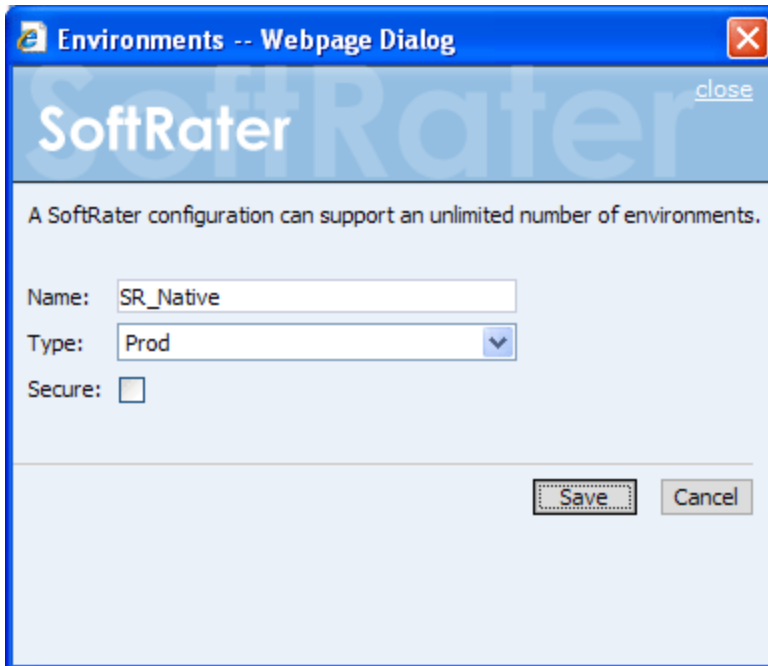 Environments -- Webpage Dialog
close
SoftRater
SoftRater
A SoftRater configuration can support an unlimited number of environments.
Name: SR_Native
Type: Prod
Secure:
Save Cancel